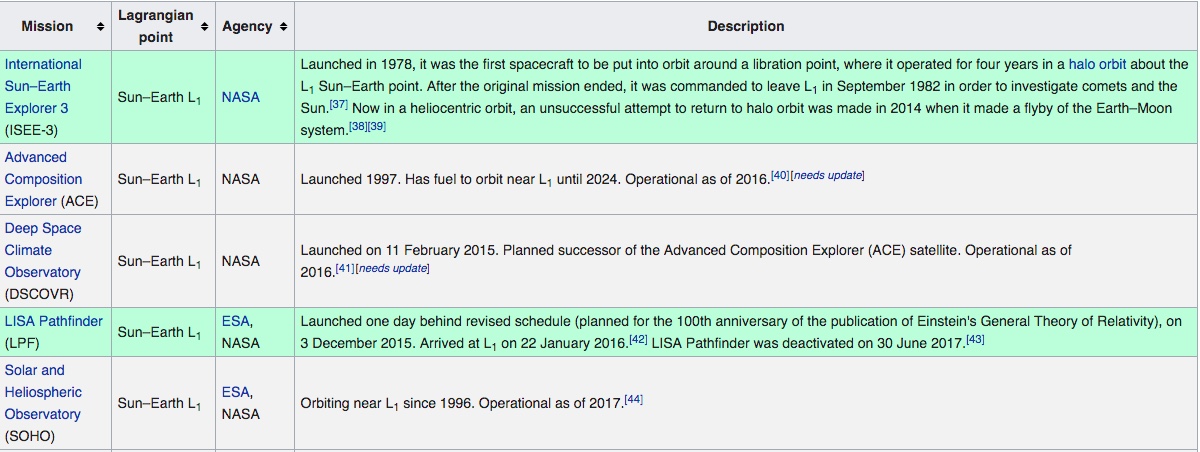 Mission
Lagrangian
point
Agency
Description
International
Sun–Earth
Explorer 3
(ISEE-3)
Sun–Earth L1
NASA
Launched in 1978, it was the first spacecraft to be put into orbit around a libration point, where it operated for four years in a halo orbit about the
L1 Sun–Earth point. After the original mission ended, it was commanded to leave L1 in September 1982 in order to investigate comets and the
Sun.[37] Now in a heliocentric orbit, an unsuccessful attempt to return to halo orbit was made in 2014 when it made a flyby of the Earth–Moon
system.[38][39]
Advanced
Composition
Explorer (ACE)
Sun–Earth L1
NASA
Launched 1997. Has fuel to orbit near L1 until 2024. Operational as of 2016.[40][needs update]
Deep Space
Climate
Observatory
(DSCOVR)
Sun–Earth L1
NASA
Launched on 11 February 2015. Planned successor of the Advanced Composition Explorer (ACE) satellite. Operational as of
2016.[41][needs update]
LISA Pathfinder
(LPF)
Sun–Earth L1
ESA,
NASA
Launched one day behind revised schedule (planned for the 100th anniversary of the publication of Einstein's General Theory of Relativity), on
3 December 2015. Arrived at L1 on 22 January 2016.[42] LISA Pathfinder was deactivated on 30 June 2017.[43]
Solar and
Heliospheric
Observatory
(SOHO)
Sun–Earth L1
ESA,
NASA
Orbiting near L1 since 1996. Operational as of 2017.[44]